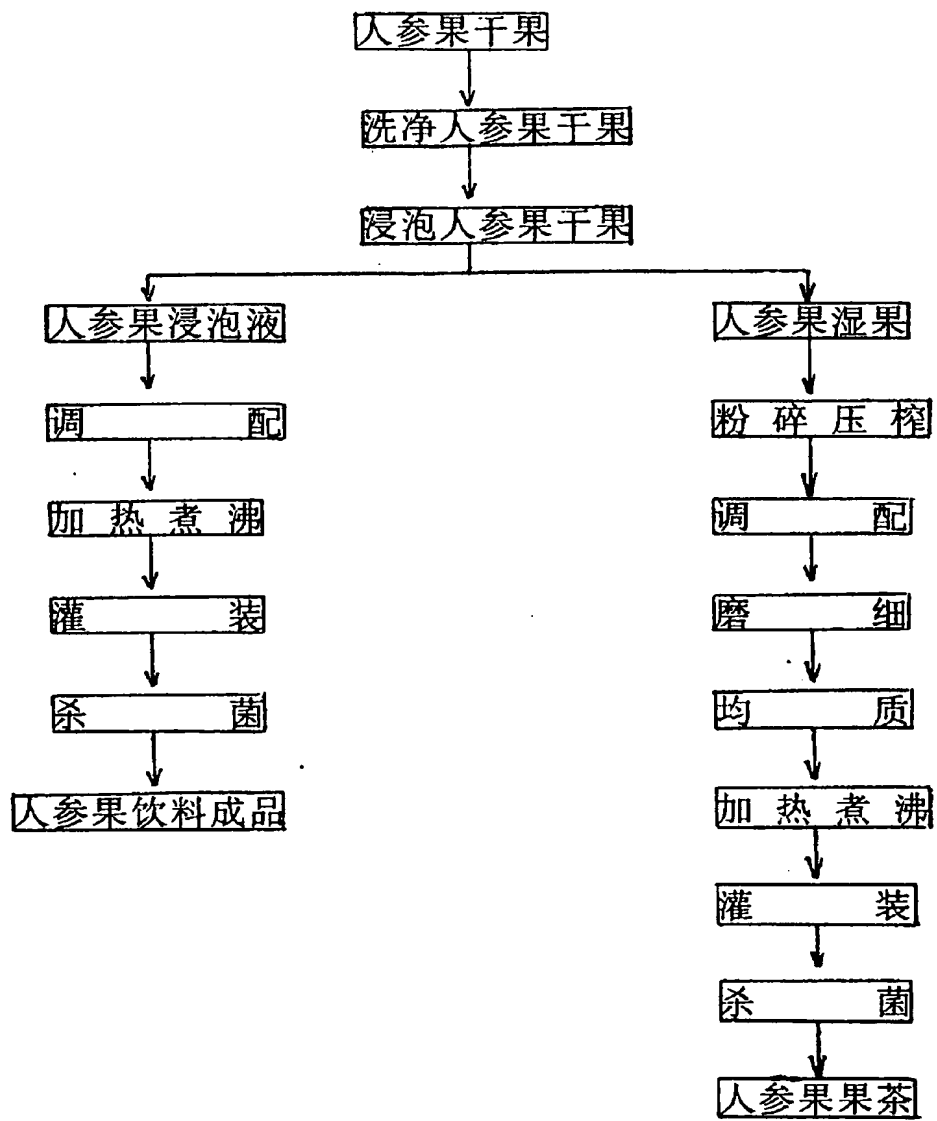 人参果干果
洗净人参果干果
浸泡人参果干果
人参果浸泡液
调配
加热煮沸
灌装
杀菌
人参果饮料成品
人参果湿果
粉碎压榨
调配
磨细
均质
加热煮沸
灌装
杀菌
人参果果茶